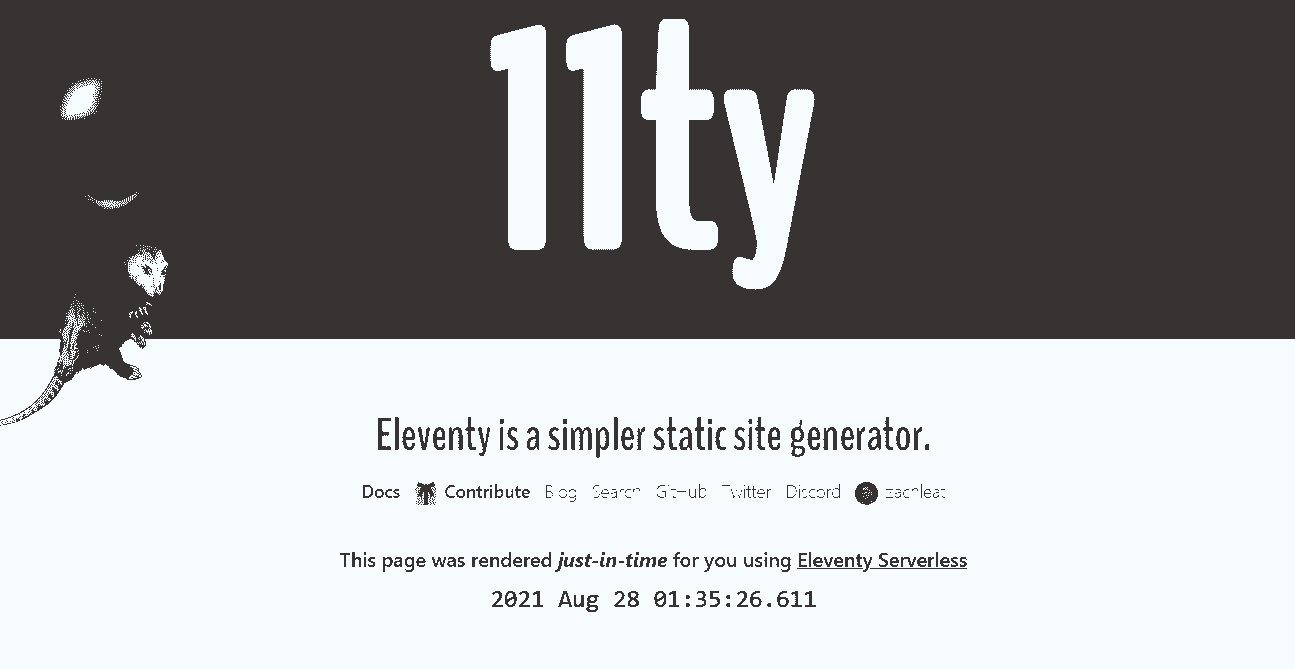 11ty
Eleventy is a simpler static site generator.
Docs Contribute Blog Search GitHub Twitter Discord zachleat
This page was rendered just-in-time for you using Eleventy Serverless
2021 Aug 28 01:35:26.611